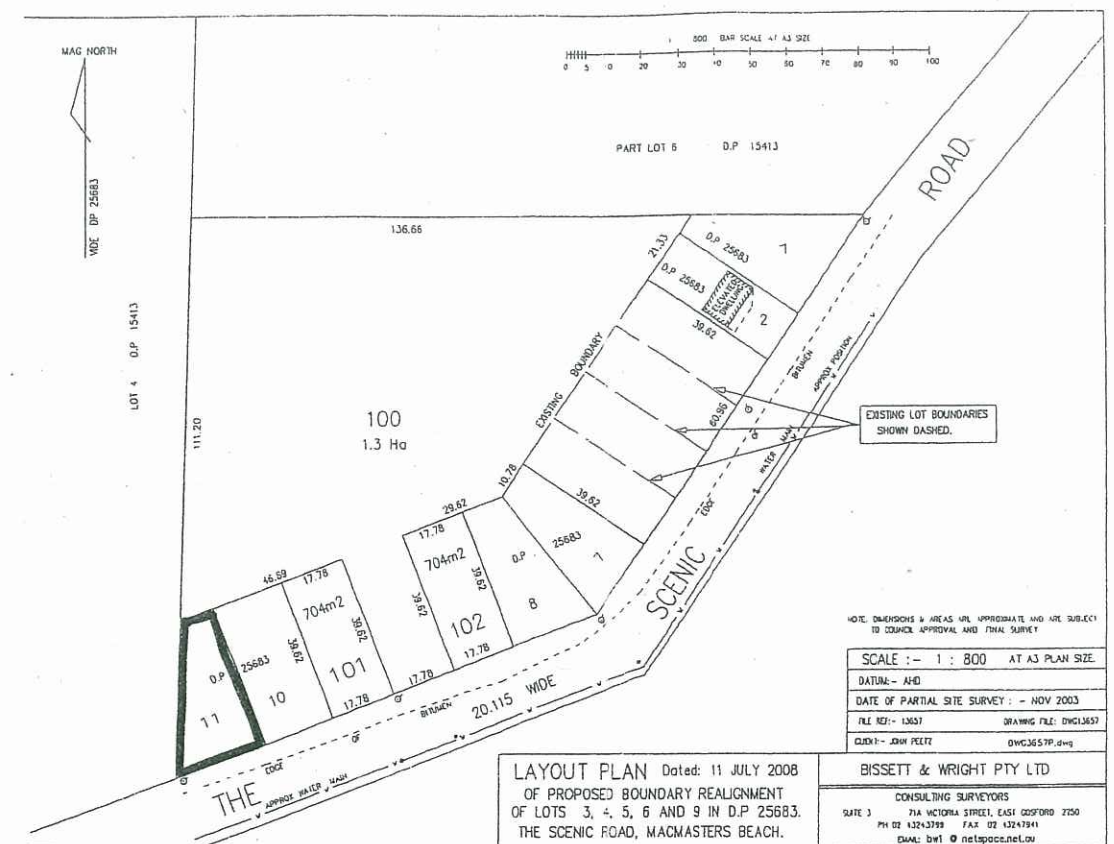 MAG NORTH
VIDE DP 25683
800 BAR SCALE AT A3 SIZE
0 5 10 20 30 40 50 60 70 80 90 100
PART LOT 6 D.P 15413
ROAD
LOT 4 D.P 15413
136.66
111.20
21.33
D.P 25683
1
D.P 25683
ELEVATED
DWELLING
2
39.62
EXISTING BOUNDARY
60.96
BITUMEN
APPROX POSITION
WATER MAIN
EDGE
EXISTING LOT BOUNDARIES
SHOWN DASHED.
100
1.3 Ha
10.78
39.62
29.62
17.78
704m2
39.62
39.62
102
17.78
D.P. 25683
8
7
46.69
17.78
704m2
39.62
39.62
101
17.78
17.78
D.P 25683
10
11
SCENIC
20.115 WIDE
BITUMEN
OF
EDGE
THE
APPROX WATER MAIN
NOTE. DIMENSIONS & AREAS ARE APPROXIMATE AND ARE SUBJECT
TO COUNCIL APPROVAL AND FINAL SURVEY
SCALE :- 1 : 800 AT A3 PLAN SIZE
DATUM:- AHD
DATE OF PARTIAL SITE SURVEY : - NOV 2003
FILE REF:- 13657 DRAWING FILE: DWG13657
CLIENT:- JOHN PEETZ DWG3657P.dwg
LAYOUT PLAN Dated: 11 JULY 2008
OF PROPOSED BOUNDARY REALIGNMENT
OF LOTS 3, 4, 5, 6 AND 9 IN D.P 25683.
THE SCENIC ROAD, MACMASTERS BEACH.
BISSETT & WRIGHT PTY LTD
CONSULTING SURVEYORS
SUITE 3 71A VICTORIA STREET, EAST GOSFORD 2250
PH 02 43243799 FAX 02 43247941
EMAIL: bw1 @ netspace.net.au